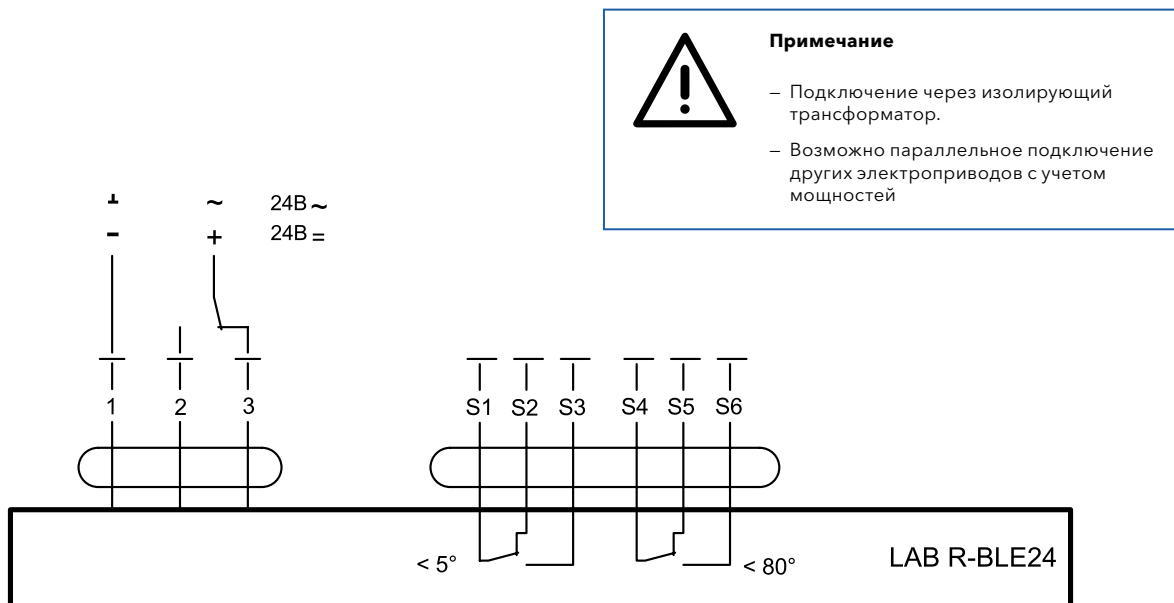 Примечание
– Подключение через изолирующий
трансформатор.
– Возможно параллельное подключение
других электроприводов с учетом
мощностей
⊥ ~ 24В ~
- + 24В =
1 2 3 S1 S2 S3 S4 S5 S6
< 5° < 80° LAB R-BLE24